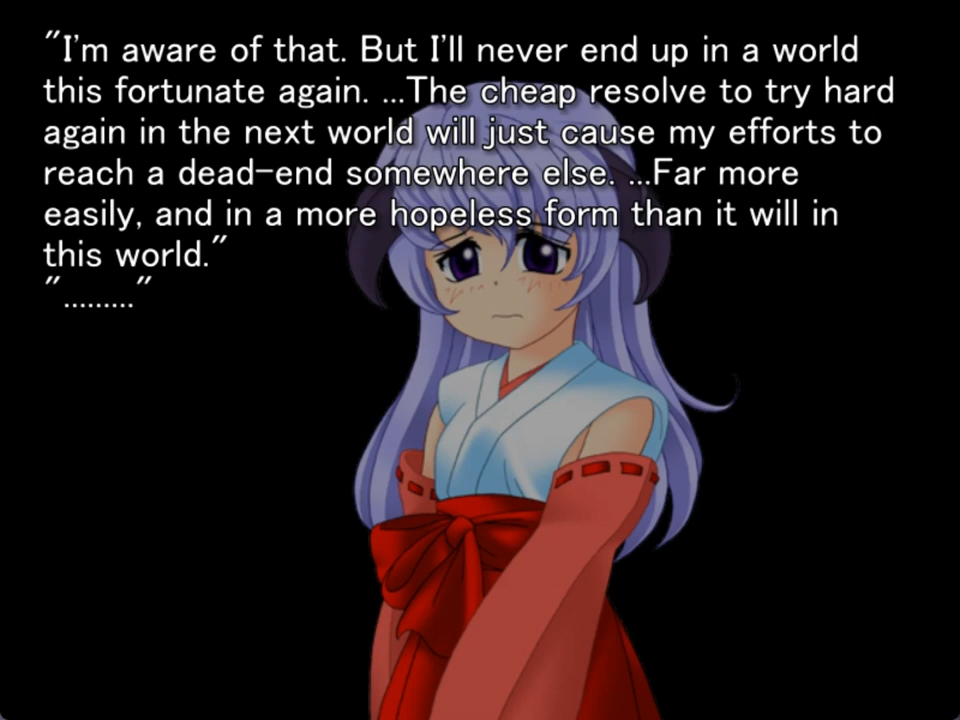 "I'm aware of that. But I'll never end up in a world
this fortunate again. ...The cheap resolve to try hard
again in the next world will just cause my efforts to
reach a dead-end somewhere else. ...Far more
easily, and in a more hopeless form than it will in
this world."
"........."